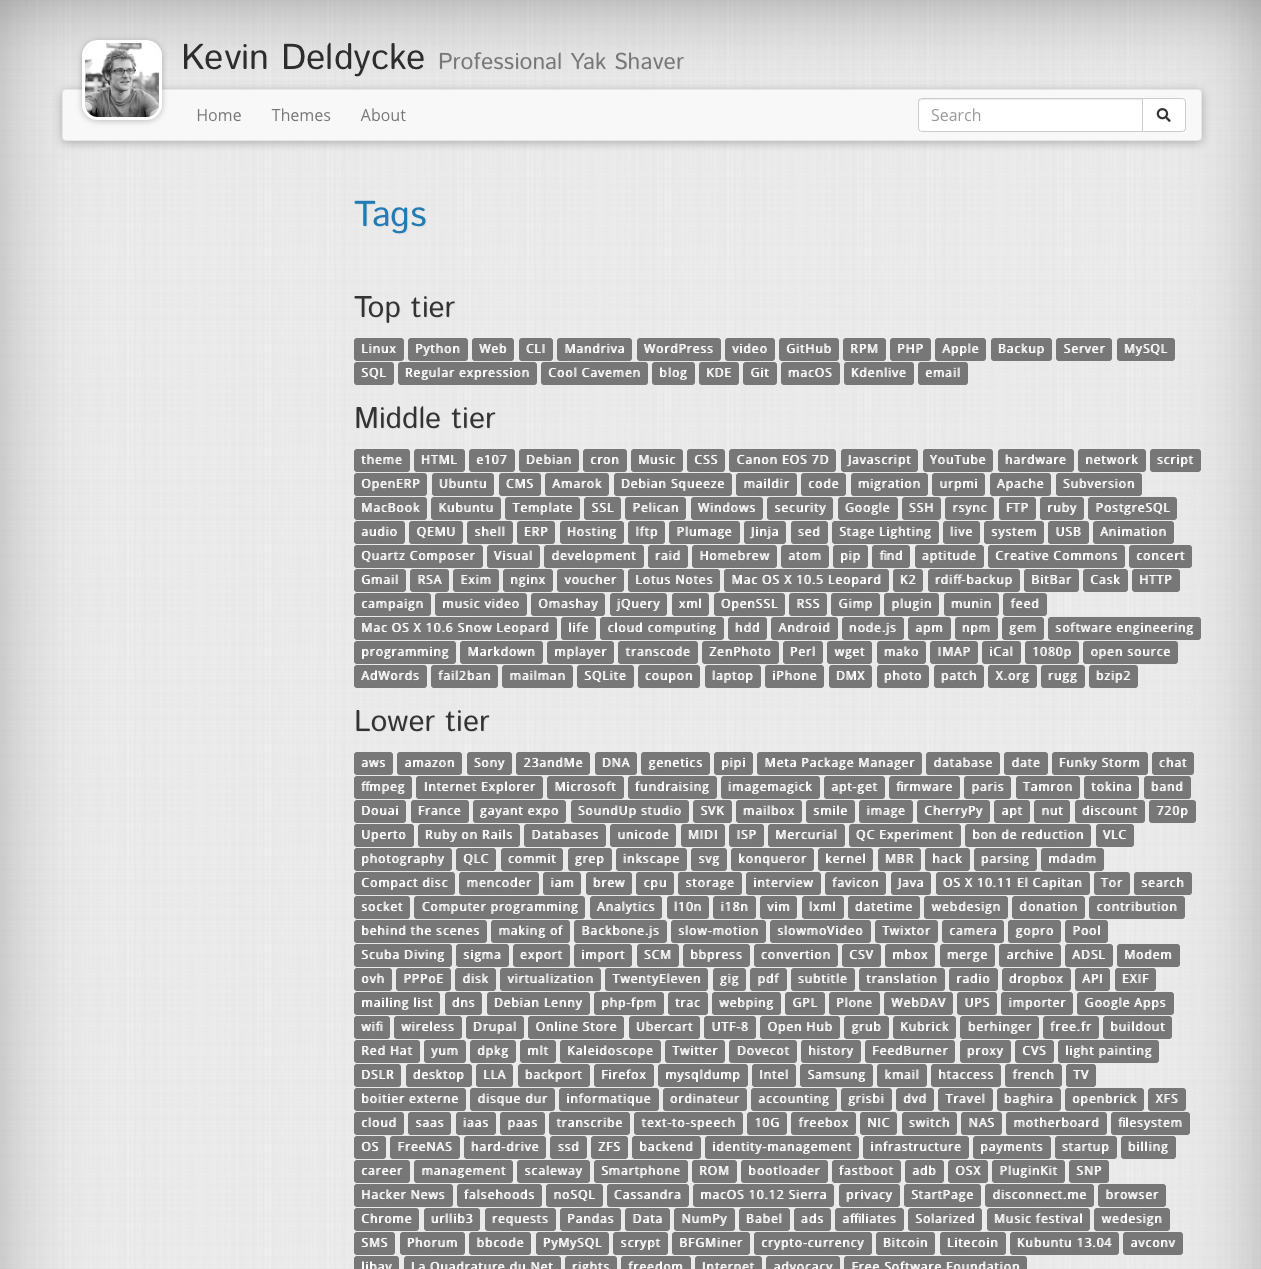 Kevin Deldycke Professional Yak Shaver
Home Themes About Search
Tags
Top tier
Linux Python Web CLI Mandriva WordPress video GitHub RPM PHP Apple Backup Server MySQL
SQL Regular expression Cool Cavemen blog KDE Git macOS Kdenlive email
Middle tier
theme HTML e107 Debian cron Music CSS Canon EOS 7D Javascript YouTube hardware network script
OpenERP Ubuntu CMS Amarok Debian Squeeze maildir code migration urpmi Apache Subversion
MacBook Kubuntu Template SSL Pelican Windows security Google SSH rsync FTP ruby PostgreSQL
audio QEMU shell ERP Hosting lftp Plumage Jinja sed Stage Lighting live system USB Animation
Quartz Composer Visual development raid Homebrew atom pip find aptitude Creative Commons concert
Gmail RSA Exim nginx voucher Lotus Notes Mac OS X 10.5 Leopard K2 rdiff-backup BitBar Cask HTTP
campaign music video Omashay jQuery xml OpenSSL RSS Gimp plugin munin feed
Mac OS X 10.6 Snow Leopard life cloud computing hdd Android node.js apm npm gem software engineering
programming Markdown mplayer transcode ZenPhoto Perl wget mako IMAP iCal 1080p open source
AdWords fail2ban mailman SQLite coupon laptop iPhone DMX photo patch X.org rugg bzip2
Lower tier
aws amazon Sony 23andMe DNA genetics pipi Meta Package Manager database date Funky Storm chat
ffmpeg Internet Explorer Microsoft fundraising imagemagick apt-get firmware paris Tamron tokina band
Douai France gayant expo SoundUp studio SVK mailbox smile image CherryPy apt nut discount 720p
Uperto Ruby on Rails Databases unicode MIDI ISP Mercurial QC Experiment bon de reduction VLC
photography QLC commit grep inkscape svg konqueror kernel MBR hack parsing mdadm
Compact disc mencoder iam brew cpu storage interview favicon Java OS X 10.11 El Capitan Tor search
socket Computer programming Analytics l10n i18n vim lxml datetime webdesign donation contribution
behind the scenes making of Backbone.js slow-motion slowmoVideo Twixtor camera gopro Pool
Scuba Diving sigma export import SCM bbpress convertion CSV mbox merge archive ADSL Modem
ovh PPPoE disk virtualization TwentyEleven gig pdf subtitle translation radio dropbox API EXIF
mailing list dns Debian Lenny php-fpm trac webping GPL Plone WebDAV UPS importer Google Apps
wifi wireless Drupal Online Store Ubercart UTF-8 Open Hub grub Kubrick berhinger free.fr buildout
Red Hat yum dpkg mlt Kaleidoscope Twitter Dovecot history FeedBurner proxy CVS light painting
DSLR desktop LLA backport Firefox mysqldump Intel Samsung kmail htaccess french TV
boitier externe disque dur informatique ordinateur accounting grisbi dvd Travel baghira openbrick XFS
cloud saas iaas paas transcribe text-to-speech 10G freebox NIC switch NAS motherboard filesystem
OS FreeNAS hard-drive ssd ZFS backend identity-management infrastructure payments startup billing
career management scaleway Smartphone ROM bootloader fastboot adb OSX PluginKit SNP
Hacker News falsehoods noSQL Cassandra macOS 10.12 Sierra privacy StartPage disconnect.me browser
Chrome urllib3 requests Pandas Data NumPy Babel ads affiliates Solarized Music festival wedesign
SMS Phorum bbcode PyMySQL scrypt BFGMiner crypto-currency Bitcoin Litecoin Kubuntu 13.04 avconv
libav La Quadrature du Net rights freedom Internet advocacy Free Software Foundation